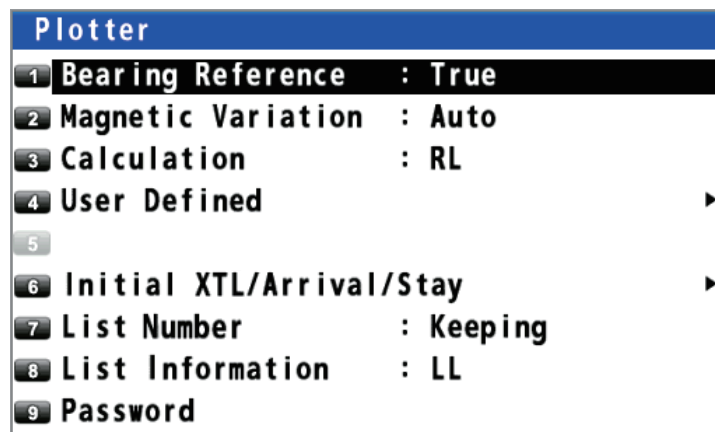 Plotter
1 Bearing Reference : True
2 Magnetic Variation : Auto
3 Calculation : RL
4 User Defined ▶
5
6 Initial XTL/Arrival/Stay ▶
7 List Number : Keeping
8 List Information : LL
9 Password